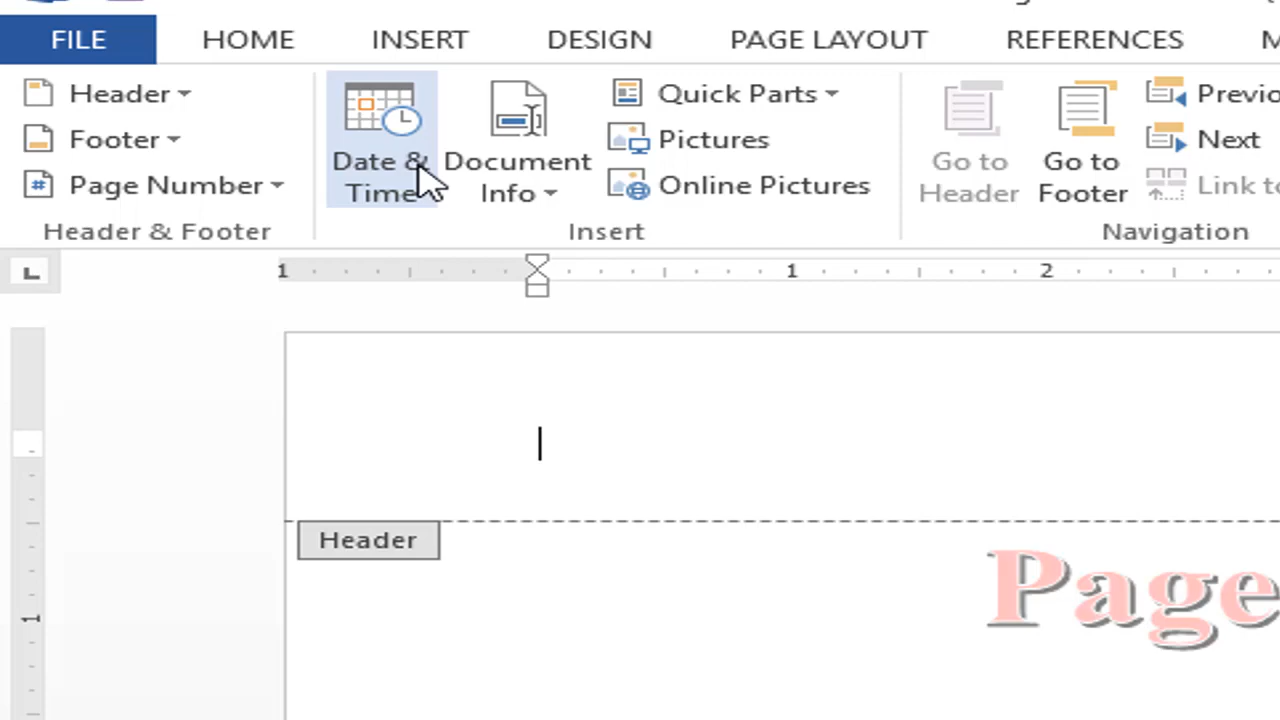 FILE HOME INSERT DESIGN PAGE LAYOUT REFERENCES
Header
Footer
Page Number
Header & Footer
Date &
Time
Document
Info
Quick Parts
Pictures
Online Pictures
Insert
Go to
Header
Go to
Footer
Previo
Next
Link to
Navigation
1 1 2
Header
Page
1